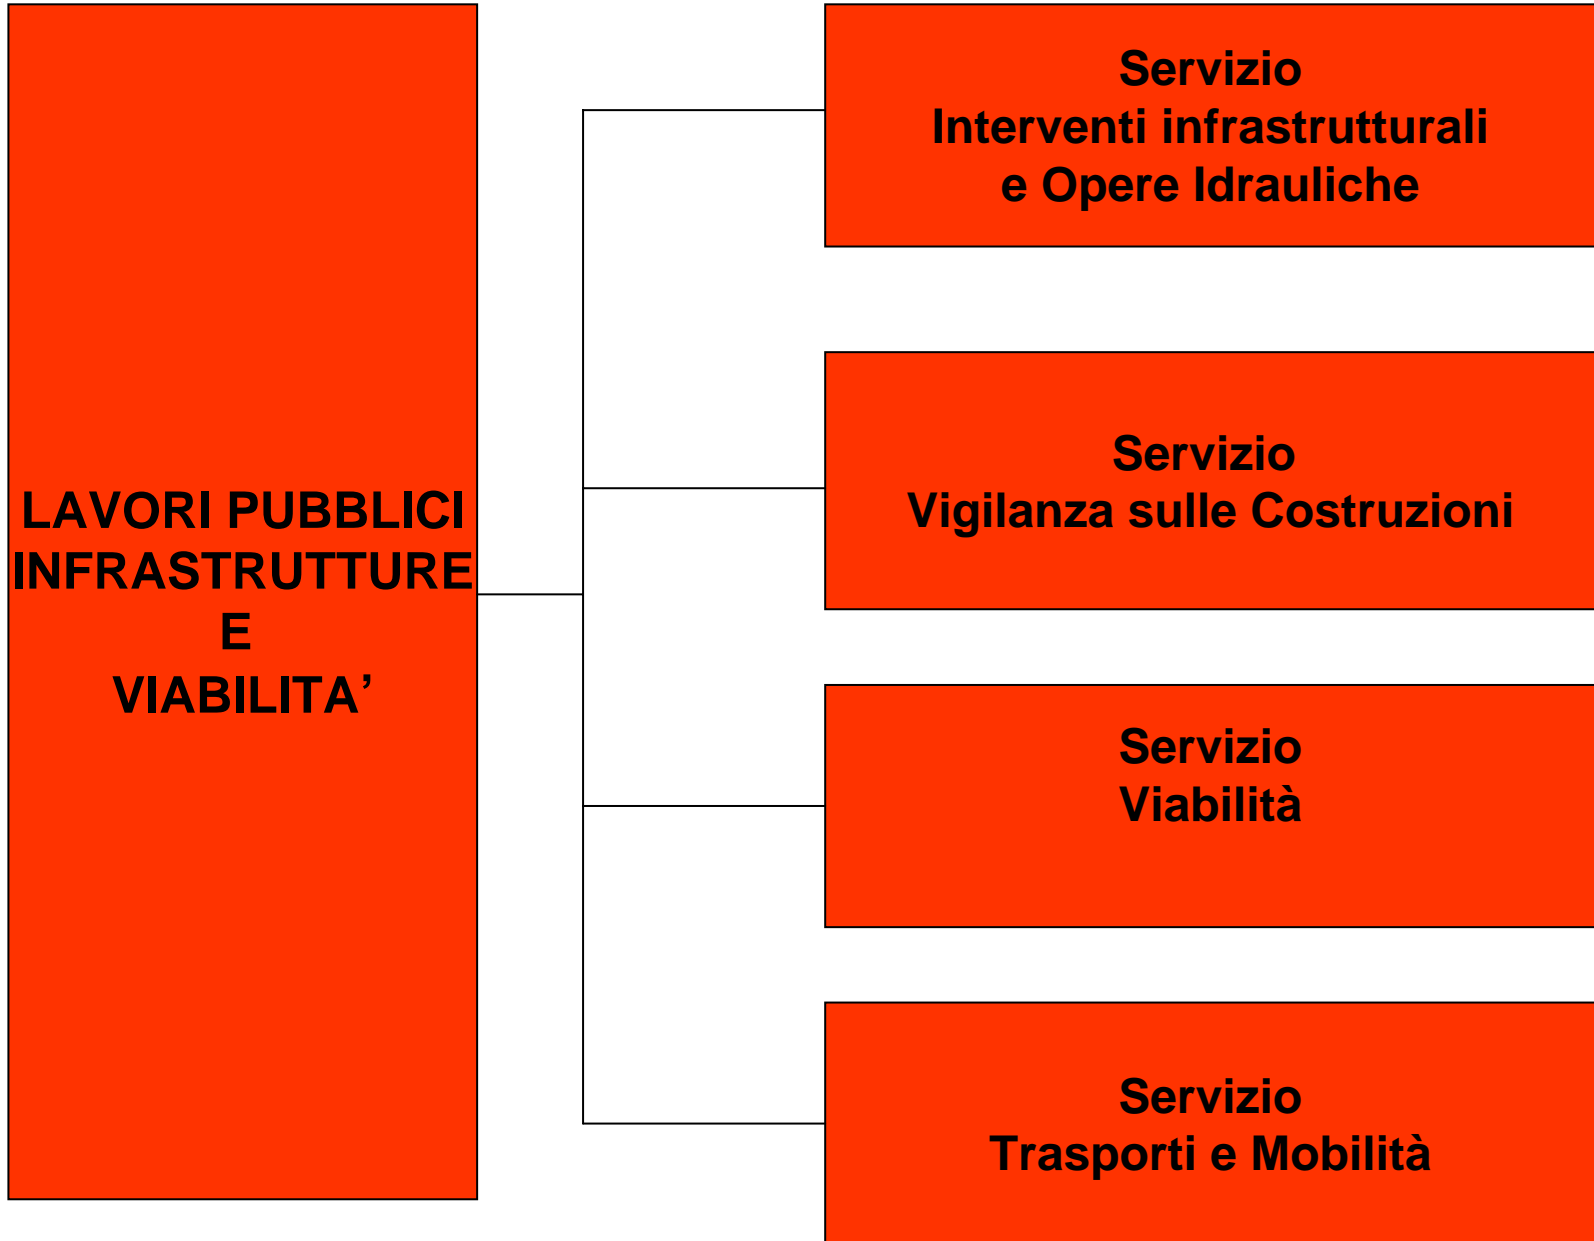 LAVORI PUBBLICI
INFRASTRUTTURE
E
VIABILITA’
Servizio
Interventi infrastrutturali
e Opere Idrauliche
Servizio
Vigilanza sulle Costruzioni
Servizio
Viabilità
Servizio
Trasporti e Mobilità